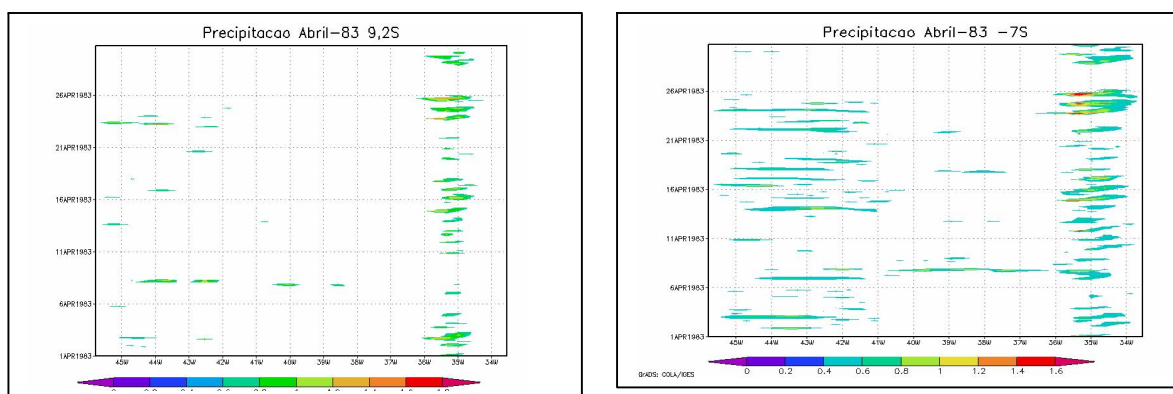 Precipitacao Abril-83 9,2S
26APR1983
21APR1983
16APR1983
11APR1983
6APR1983
1APR1983
45W 44W 43W 42W 41W 40W 39W 38W 37W 36W 35W 34W
Precipitacao Abril-83 -7S
26APR1983
21APR1983
16APR1983
11APR1983
6APR1983
1APR1983
45W 44W 43W 42W 41W 40W 39W 38W 37W 36W 35W 34W
0 0.2 0.4 0.6 0.8 1 1.2 1.4 1.6
GrADS: COLA/IGES